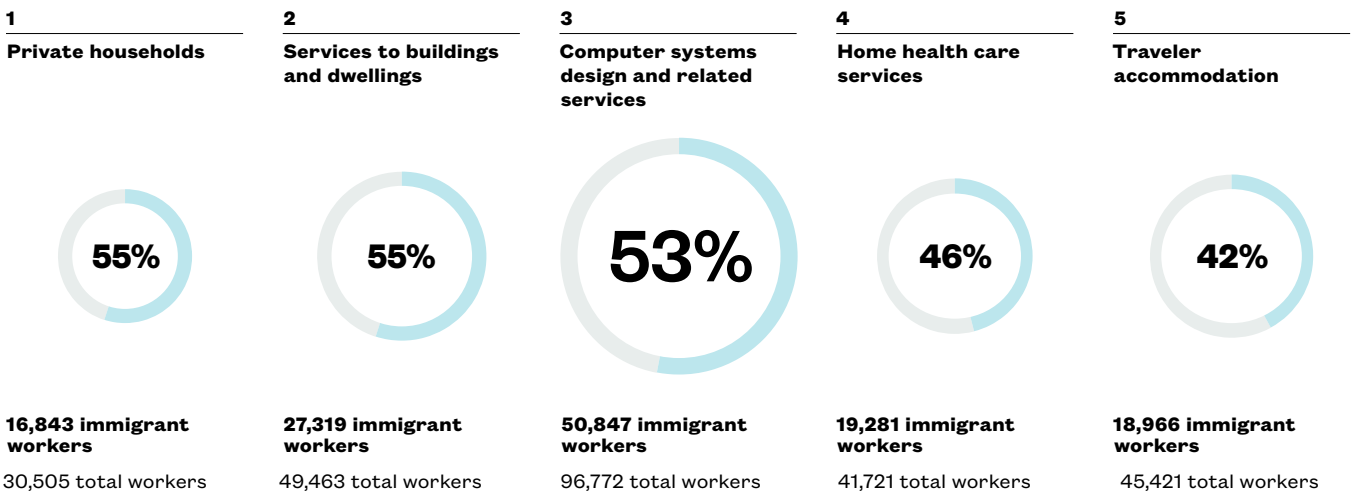 1
Private households
55%
16,843 immigrant
workers
30,505 total workers
2
Services to buildings
and dwellings
55%
27,319 immigrant
workers
49,463 total workers
3
Computer systems
design and related
services
53%
50,847 immigrant
workers
96,772 total workers
4
Home health care
services
46%
19,281 immigrant
workers
41,721 total workers
5
Traveler
accommodation
42%
18,966 immigrant
workers
45,421 total workers